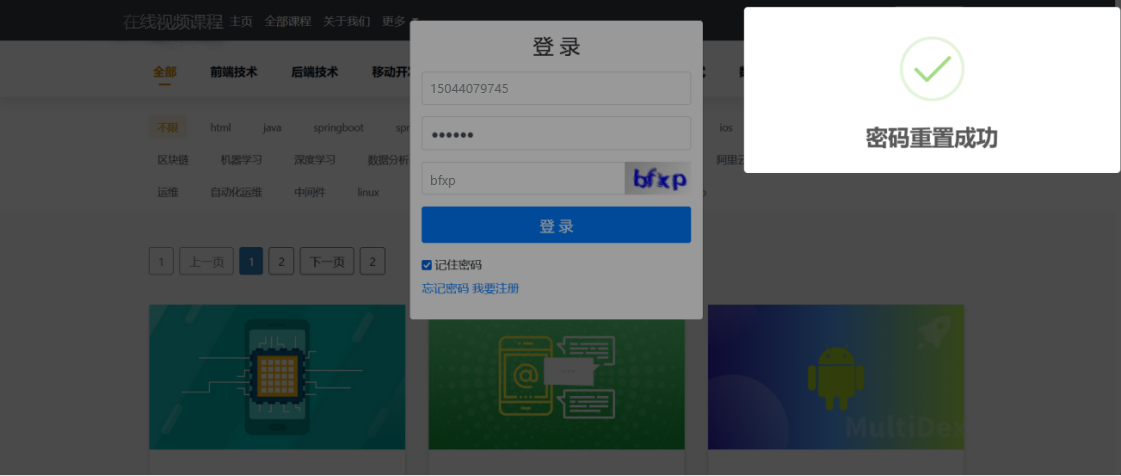 在线视频课程 主页 全部课程 关于我们 更多
登 录
密码重置成功
全部 前端技术 后端技术 移动开
15044079745
••••••
bfxp bfxp
登 录
记住密码
忘记密码 我要注册
不限 html java springboot spr ios
区块链 机器学习 深度学习 数据分析 阿里云
运维 自动化运维 中间件 linux
1 上一页 1 2 下一页 2
@
MultiDex